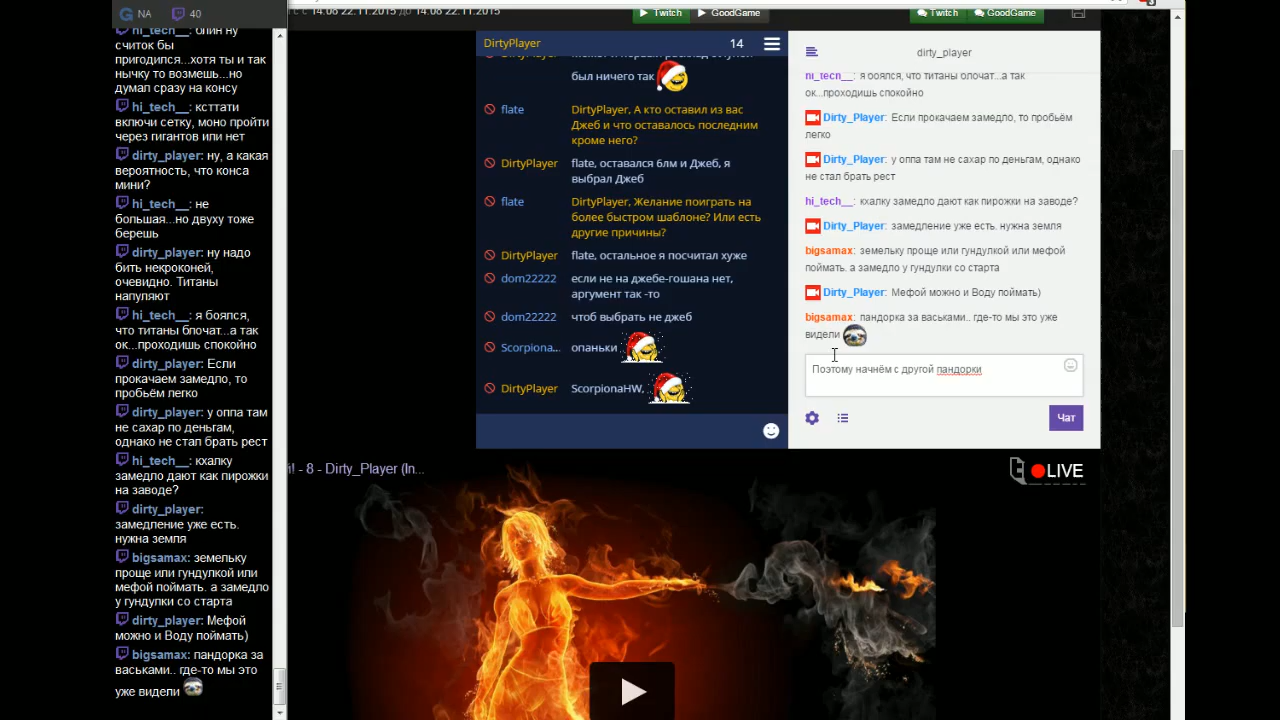 NA 40
hi_tech__: опин ну
считок бы
пригодился...хотя ты и так
нычку то возмешь...но
думал сразу на консу
hi_tech__: ксттати
включи сетку, моно пройти
через гигантов или нет
dirty_player: ну, а какая
вероятность, что конса
мини?
hi_tech__: не
большая...но двуху тоже
берешь
dirty_player: ну надо
бить некроконей,
очевидно. Титаны
напуляют
hi_tech__: я боялся,
что титаны блочат...а так
ок...проходишь спокойно
dirty_player: Если
прокачаем замедло, то
пробьём легко
dirty_player: у оппа там
не сахар по деньгам,
однако не стал брать рест
hi_tech__: кхалку
замедло дают как пирожки
на заводе?
dirty_player:
замедление уже есть.
нужна земля
bigsamax: земельку
проще или гундулкой или
мефой поймать. а замедло
у гундулки со старта
dirty_player: Мефой
можно и Воду поймать)
bigsamax: пандорка за
васьками.. где-то мы это
уже видели
с 14:06 22.11.2015 до 14:06 22.11.2015
Twitch GoodGame
Twitch GoodGame
DirtyPlayer 14
был ничего так
flate DirtyPlayer, А кто оставил из вас
Джеб и что оставалось последним
кроме него?
DirtyPlayer flate, оставался блм и Джеб, я
выбрал Джеб
flate DirtyPlayer, Желание поиграть на
более быстром шаблоне? Или есть
другие причины?
DirtyPlayer flate, остальное я посчитал хуже
dom22222 если не на джебе-гошана нет,
аргумент так -то
dom22222 чтоб выбрать не джеб
Scorpiona... опаньки
DirtyPlayer ScorpionaHW,
dirty_player
hi_tech__: я боялся, что титаны блочат...а так
ок...проходишь спокойно
Dirty_Player: Если прокачаем замедло, то пробьём
легко
Dirty_Player: у оппа там не сахар по деньгам, однако
не стал брать рест
hi_tech__: кхалку замедло дают как пирожки на заводе?
Dirty_Player: замедление уже есть. нужна земля
bigsamax: земельку проще или гундулкой или мефой
поймать. а замедло у гундулки со старта
Dirty_Player: Мефой можно и Воду поймать)
bigsamax: пандорка за васьками.. где-то мы это уже
видели
Поэтому начнём с другой пандорки
Чат
й! - 8 - Dirty_Player (In...
LIVE